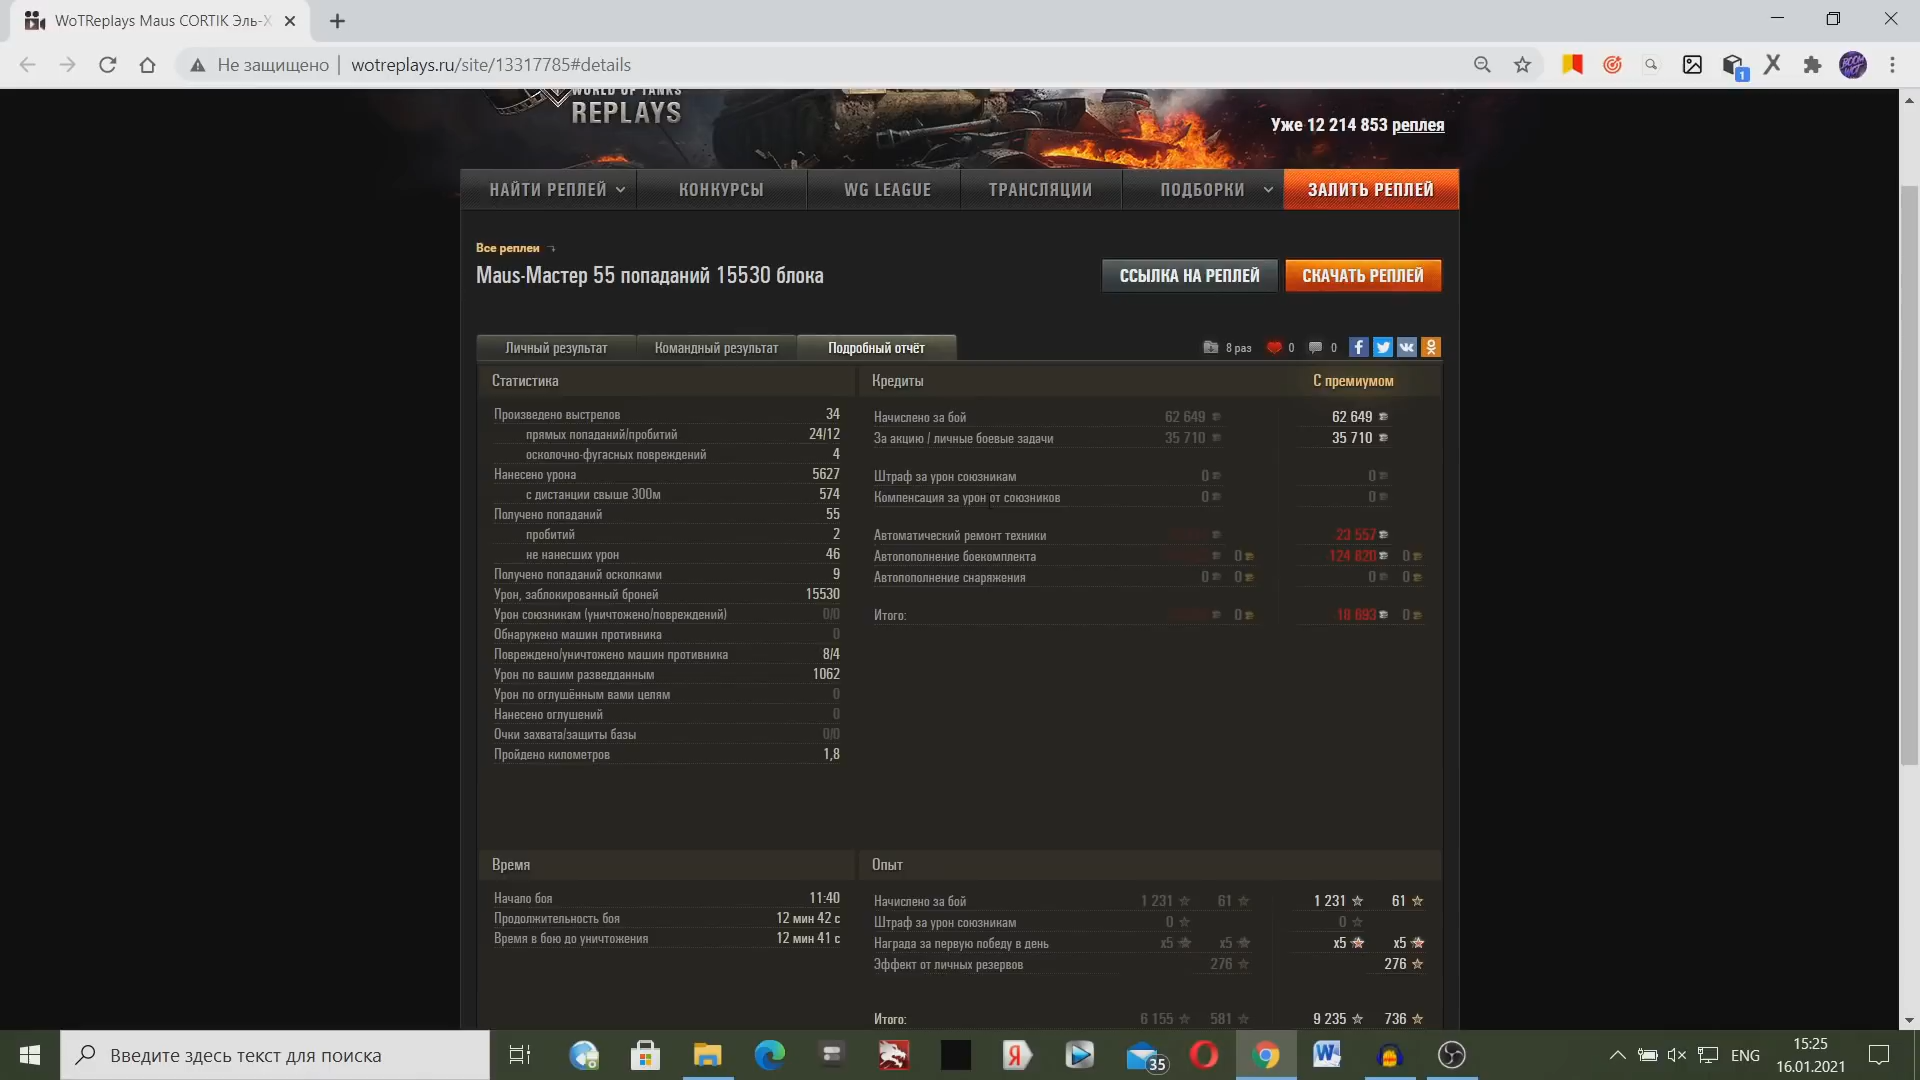 WoTReplays Maus CORTIK Эль-Х
Не защищено
wotreplays.ru/site/13317785#details
1
WORLD OF TANKS
REPLAYS
Уже 12 214 853 реплея
НАЙТИ РЕПЛЕЙ
КОНКУРСЫ
WG LEAGUE
ТРАНСЛЯЦИИ
ПОДБОРКИ
ЗАЛИТЬ РЕПЛЕЙ
Все реплеи
Maus-Мастер 55 попаданий 15530 блока
ССЫЛКА НА РЕПЛЕЙ
СКАЧАТЬ РЕПЛЕЙ
Личный результат
Командный результат
Подробный отчёт
8 раз
0
0
Статистика
Произведено выстрелов 34
прямых попаданий/пробитий 24/12
осколочно-фугасных повреждений 4
Нанесено урона 5627
с дистанции свыше 300м 574
Получено попаданий 55
пробитий 2
не нанесших урон 46
Получено попаданий осколками 9
Урон, заблокированный броней 15530
Урон союзникам (уничтожено/повреждений) 0/0
Обнаружено машин противника 0
Повреждено/уничтожено машин противника 8/4
Урон по вашим разведданным 1062
Урон по оглушённым вами целям 0
Нанесено оглушений 0
Очки захвата/защиты базы 0/0
Пройдено километров 1,8
Кредиты С премиумом
Начислено за бой 62 649 62 649
За акцию / личные боевые задачи 35 710 35 710
Штраф за урон союзникам 0 0
Компенсация за урон от союзников 0 0
Автоматический ремонт техники 23 557
Автопополнение боекомплекта 0 124 820 0
Автопополнение снаряжения 0 0 0 0
Итого: 0 18 693 0
Время
Начало боя 11:40
Продолжительность боя 12 мин 42 с
Время в бою до уничтожения 12 мин 41 с
Опыт
Начислено за бой 1 231 61 1 231 61
Штраф за урон союзникам 0 0
Награда за первую победу в день x5 x5 x5 x5
Эффект от личных резервов 276 276
Итого: 6 155 581 9 235 736
Введите здесь текст для поиска
35
ENG
15:25
16.01.2021